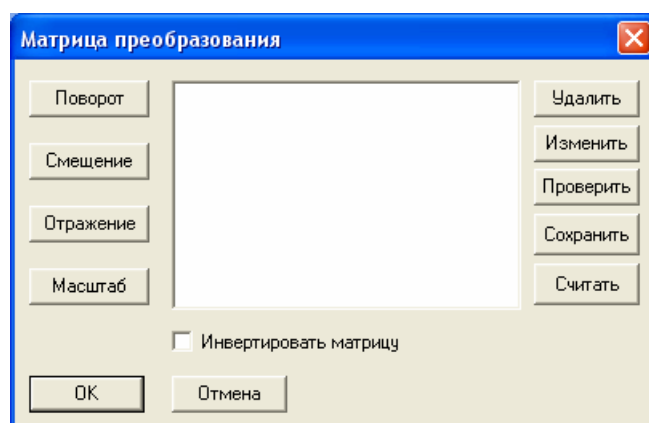 Матрица преобразования
Поворот
Смещение
Отражение
Масштаб
Удалить
Изменить
Проверить
Сохранить
Считать
Инвертировать матрицу
OK
Отмена